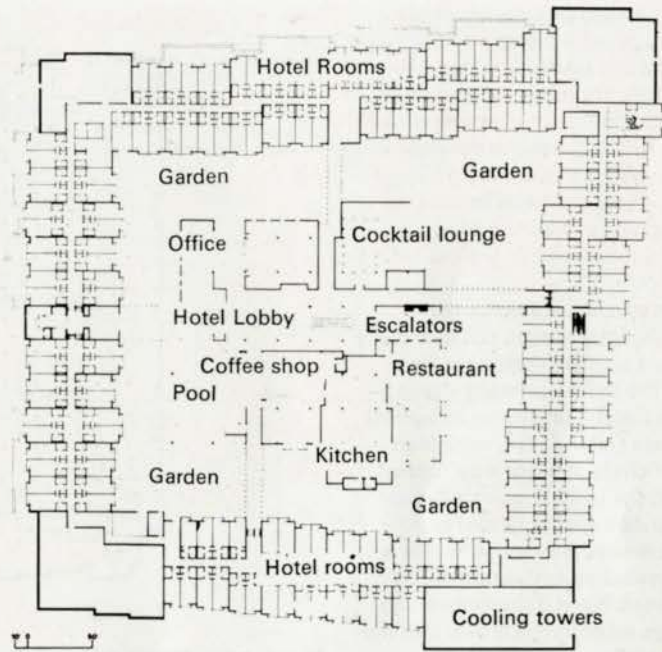 Hotel Rooms
Garden
Garden
Office
Cocktail lounge
Hotel Lobby
Escalators
Coffee shop
Restaurant
Pool
Kitchen
Garden
Garden
Hotel rooms
Cooling towers